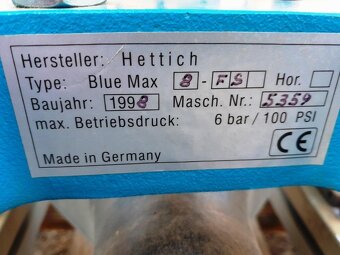 Hersteller: Hettich
Type: Blue Max 8 - FS Hor.
Baujahr: 1998 Masch. Nr.: 5359
max. Betriebsdruck: 6 bar / 100 PSI
Made in Germany CE